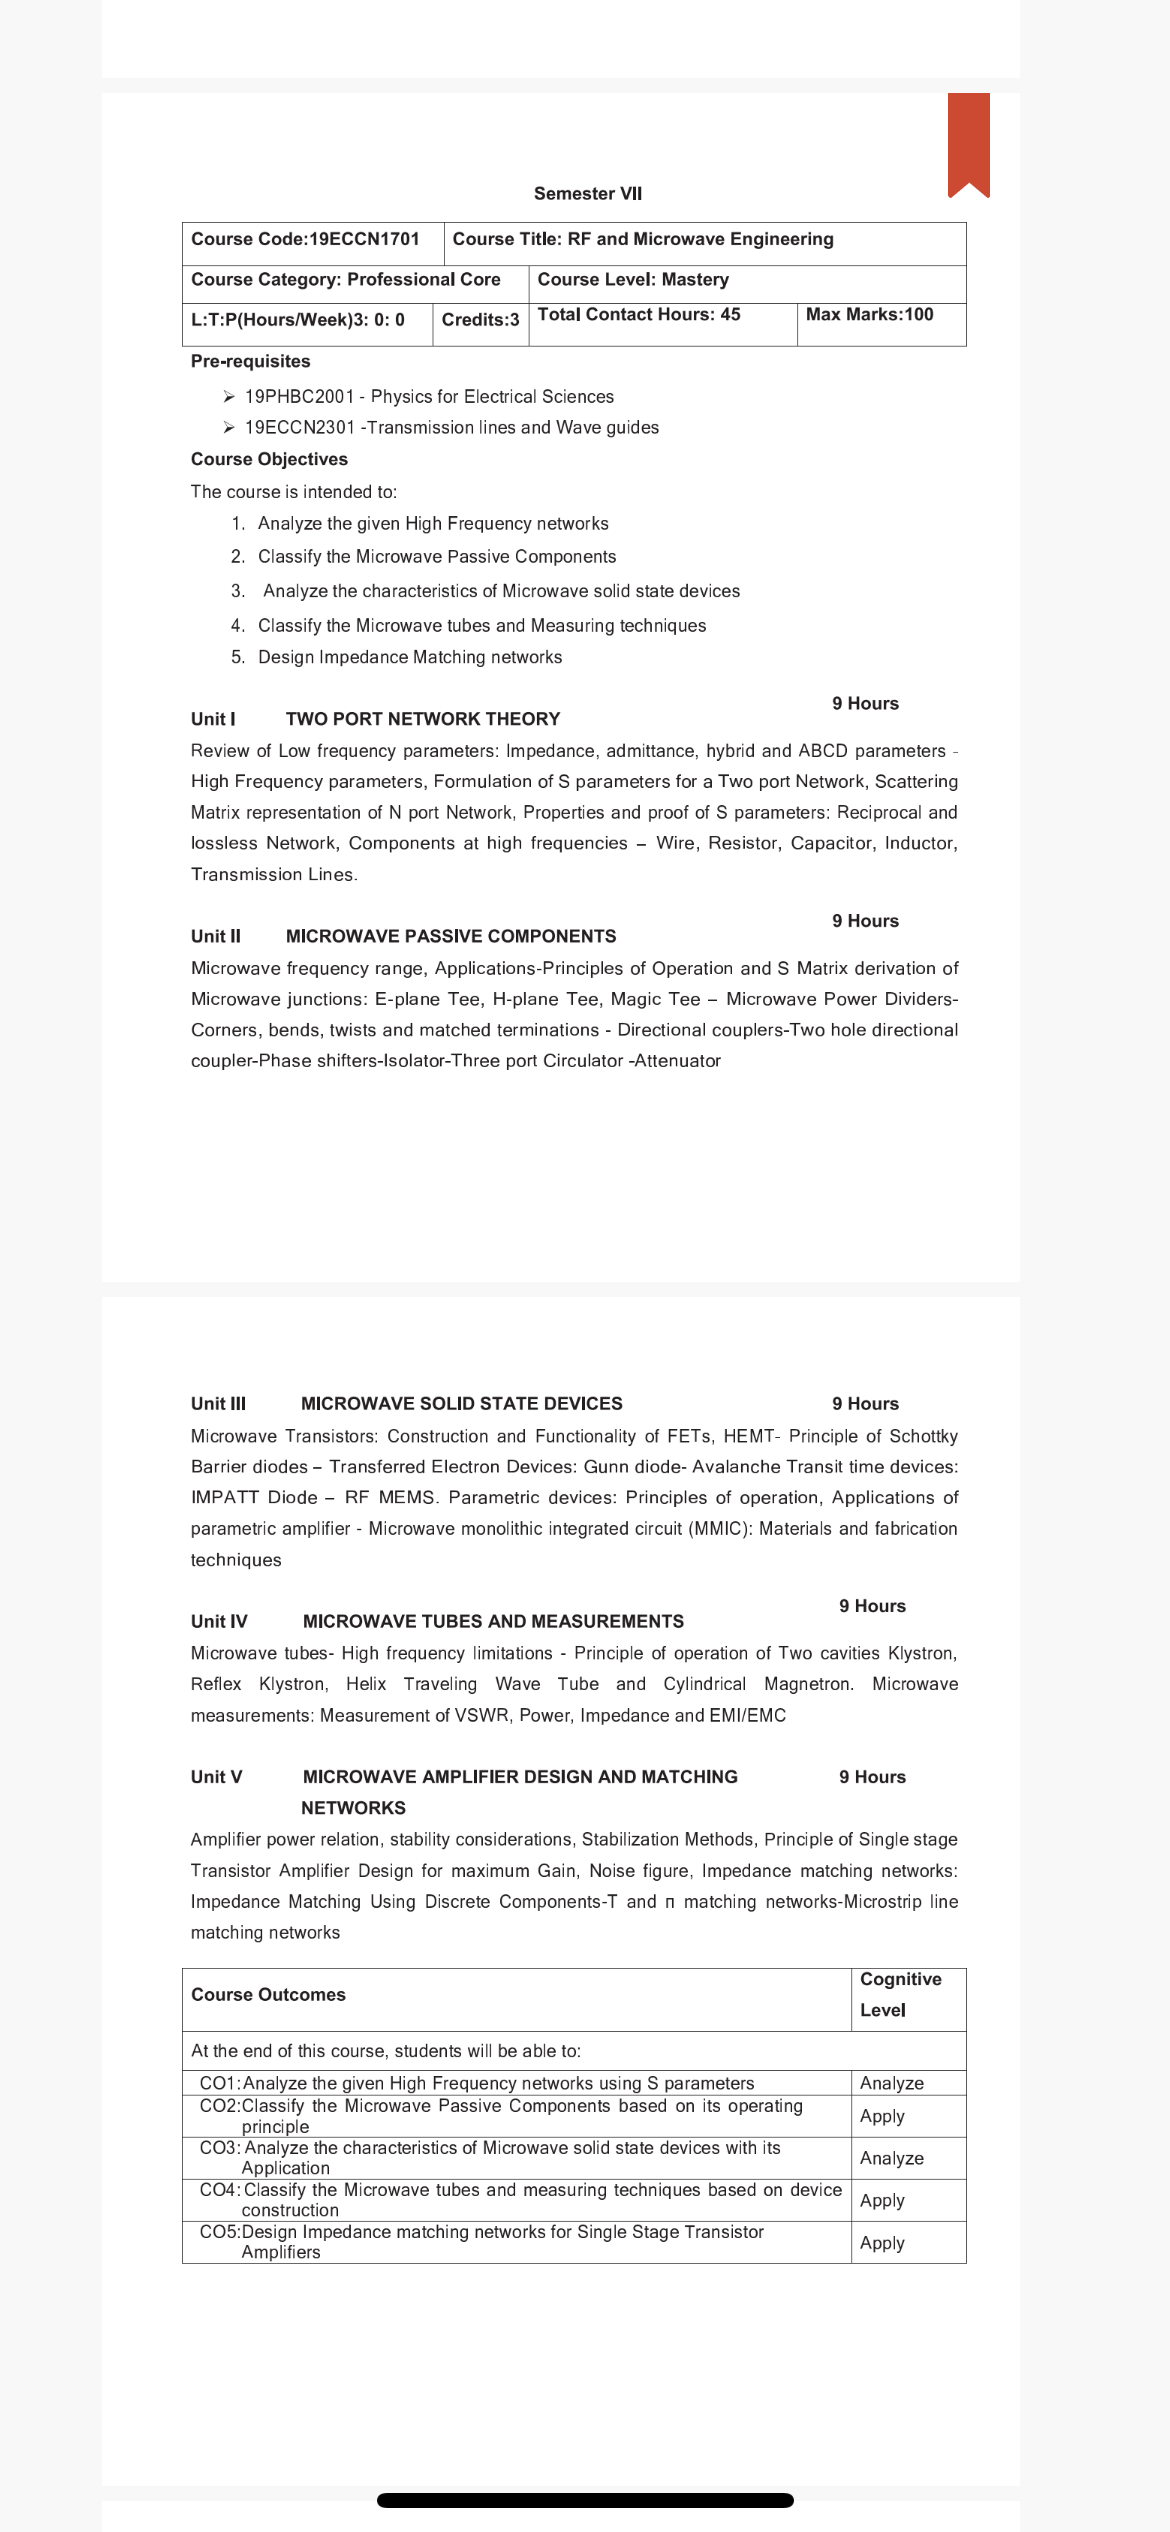 Semester VII
Course Code:19ECCN1701 Course Title: RF and Microwave Engineering
Course Category: Professional Core Course Level: Mastery
L:T:P(Hours/Week)3: 0: 0 Credits:3 Total Contact Hours: 45 Max Marks:100
Pre-requisites
➢ 19PHBC2001 - Physics for Electrical Sciences
➢ 19ECCN2301 -Transmission lines and Wave guides
Course Objectives
The course is intended to:
1. Analyze the given High Frequency networks
2. Classify the Microwave Passive Components
3. Analyze the characteristics of Microwave solid state devices
4. Classify the Microwave tubes and Measuring techniques
5. Design Impedance Matching networks
Unit I TWO PORT NETWORK THEORY 9 Hours
Review of Low frequency parameters: Impedance, admittance, hybrid and ABCD parameters -
High Frequency parameters, Formulation of S parameters for a Two port Network, Scattering
Matrix representation of N port Network, Properties and proof of S parameters: Reciprocal and
lossless Network, Components at high frequencies – Wire, Resistor, Capacitor, Inductor,
Transmission Lines.
Unit II MICROWAVE PASSIVE COMPONENTS 9 Hours
Microwave frequency range, Applications-Principles of Operation and S Matrix derivation of
Microwave junctions: E-plane Tee, H-plane Tee, Magic Tee – Microwave Power Dividers-
Corners, bends, twists and matched terminations - Directional couplers-Two hole directional
coupler-Phase shifters-Isolator-Three port Circulator -Attenuator
Unit III MICROWAVE SOLID STATE DEVICES 9 Hours
Microwave Transistors: Construction and Functionality of FETs, HEMT- Principle of Schottky
Barrier diodes – Transferred Electron Devices: Gunn diode- Avalanche Transit time devices:
IMPATT Diode – RF MEMS. Parametric devices: Principles of operation, Applications of
parametric amplifier - Microwave monolithic integrated circuit (MMIC): Materials and fabrication
techniques
Unit IV MICROWAVE TUBES AND MEASUREMENTS 9 Hours
Microwave tubes- High frequency limitations - Principle of operation of Two cavities Klystron,
Reflex Klystron, Helix Traveling Wave Tube and Cylindrical Magnetron. Microwave
measurements: Measurement of VSWR, Power, Impedance and EMI/EMC
Unit V MICROWAVE AMPLIFIER DESIGN AND MATCHING 9 Hours
NETWORKS
Amplifier power relation, stability considerations, Stabilization Methods, Principle of Single stage
Transistor Amplifier Design for maximum Gain, Noise figure, Impedance matching networks:
Impedance Matching Using Discrete Components-T and π matching networks-Microstrip line
matching networks
Course Outcomes Cognitive
Level
At the end of this course, students will be able to:
CO1:Analyze the given High Frequency networks using S parameters Analyze
CO2:Classify the Microwave Passive Components based on its operating
principle Apply
CO3: Analyze the characteristics of Microwave solid state devices with its
Application Analyze
CO4: Classify the Microwave tubes and measuring techniques based on device
construction Apply
CO5:Design Impedance matching networks for Single Stage Transistor
Amplifiers Apply